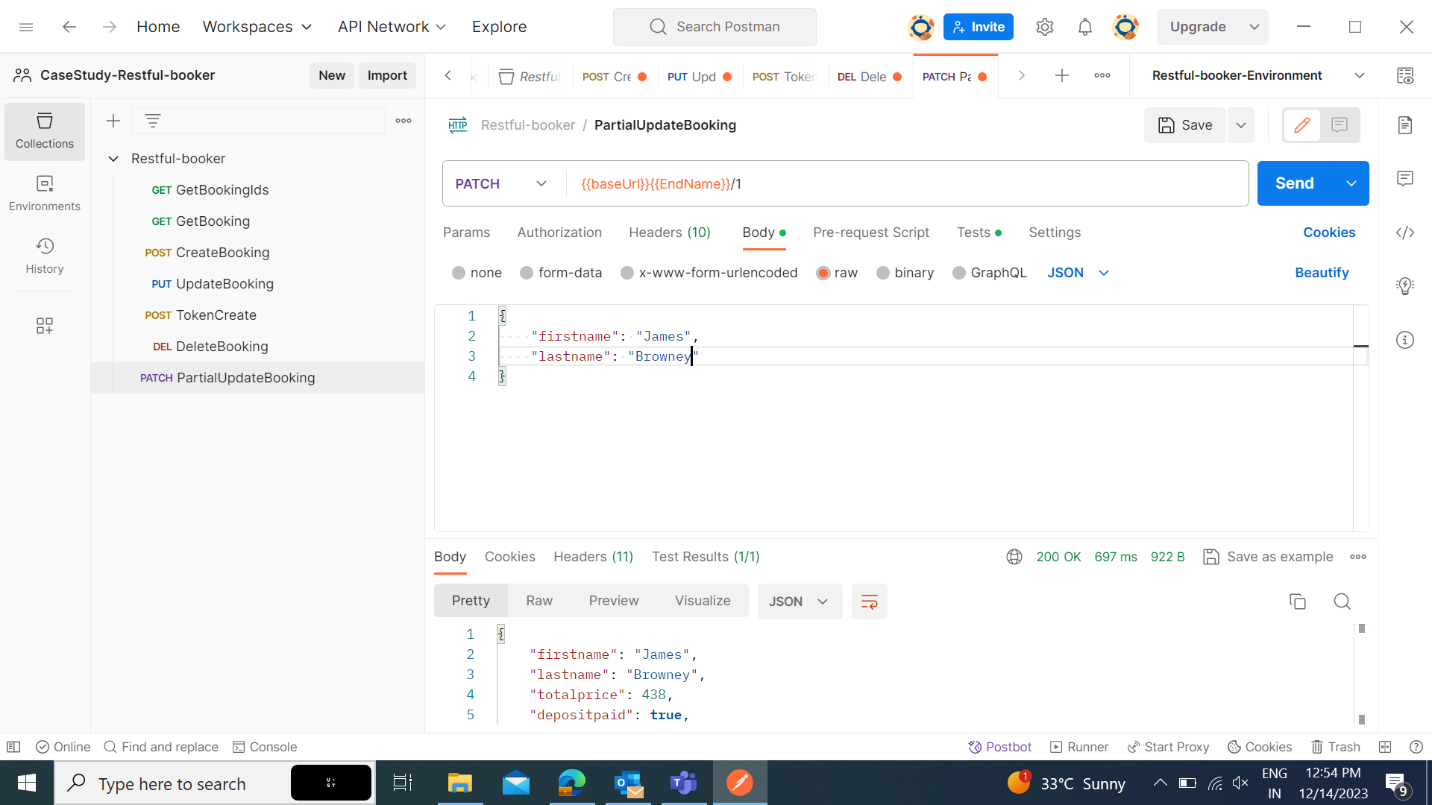 Home Workspaces API Network Explore Search Postman Invite Upgrade
CaseStudy-Restful-booker New Import Restful POST Cre PUT Upd POST Token DEL Dele PATCH Pa Restful-booker-Environment
Collections
Environments
History
Restful-booker
GET GetBookingIds
GET GetBooking
POST CreateBooking
PUT UpdateBooking
POST TokenCreate
DEL DeleteBooking
PATCH PartialUpdateBooking
HTTP Restful-booker / PartialUpdateBooking Save
PATCH {{baseUrl}}{{EndName}}/1 Send
Params Authorization Headers (10) Body Pre-request Script Tests Settings Cookies
none form-data x-www-form-urlencoded raw binary GraphQL JSON Beautify
1 {
2 "firstname": "James",
3 "lastname": "Browney"
4 }
Body Cookies Headers (11) Test Results (1/1) 200 OK 697 ms 922 B Save as example
Pretty Raw Preview Visualize JSON
1 {
2 "firstname": "James",
3 "lastname": "Browney",
4 "totalprice": 438,
5 "depositpaid": true,
Online Find and replace Console Postbot Runner Start Proxy Cookies Trash
Type here to search 1 33°C Sunny ENG 12:54 PM
IN 12/14/2023 9